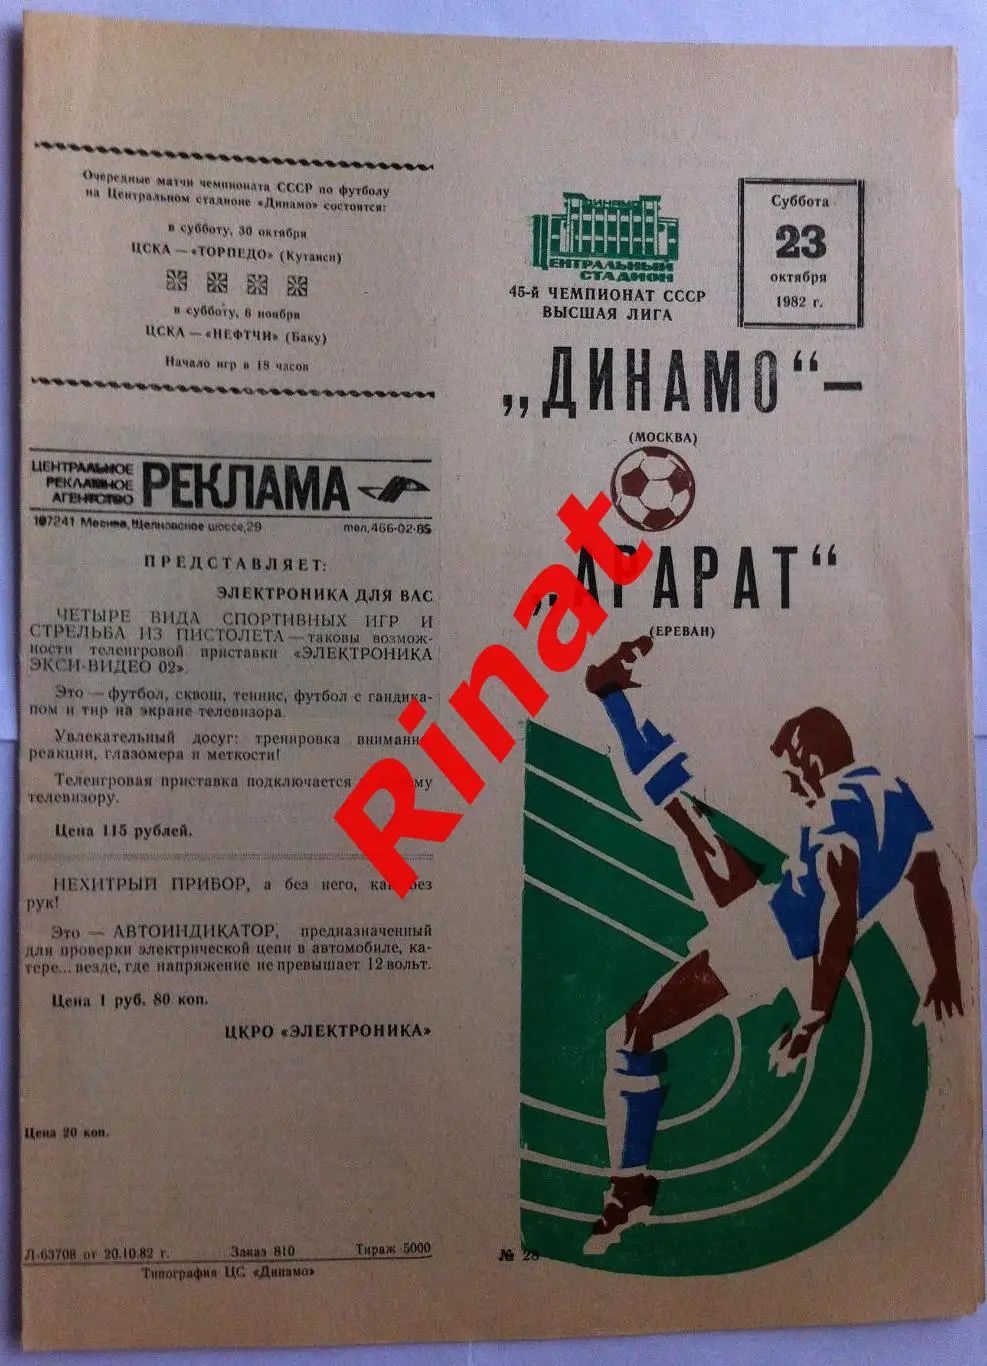 Очередные матчи чемпионата СССР по футболу
на Центральном стадионе «Динамо» состоятся:
в субботу, 30 октября
ЦСКА — «ТОРПЕДО» (Кутаиси)
в субботу, 6 ноября
ЦСКА — «НЕФТЧИ» (Баку)
Начало игр в 18 часов
ЦЕНТРАЛЬНОЕ
РЕКЛАМНОЕ
АГЕНТСТВО
РЕКЛАМА
107241 Москва, Щелковское шоссе, 29
тел. 466-02-85
ПРЕДСТАВЛЯЕТ:
ЭЛЕКТРОНИКА ДЛЯ ВАС
ЧЕТЫРЕ ВИДА СПОРТИВНЫХ ИГР И
СТРЕЛЬБА ИЗ ПИСТОЛЕТА — таковы возмож-
ности телеигровой приставки «ЭЛЕКТРОНИКА
ЭКСИ-ВИДЕО 02».
Это — футбол, сквош, теннис, футбол с гандика-
пом и тир на экране телевизора.
Увлекательный досуг: тренировка внимания,
реакции, глазомера и меткости!
Телеигровая приставка подключается
телевизору.
Цена 115 рублей.
НЕХИТРЫЙ ПРИБОР, а без него, как без
рук!
Это — АВТОИНДИКАТОР, предназначенный
для проверки электрической цепи в автомобиле, ка-
тере... везде, где напряжение не превышает 12 вольт.
Цена 1 руб. 80 коп.
ЦКРО «ЭЛЕКТРОНИКА»
Цена 20 коп.
Л-63708 от 20.10.82 г. Заказ 810 Тираж 5000
Типография ЦС «Динамо»
ДИНАМО
ЦЕНТРАЛЬНЫЙ
СТАДИОН
45-й ЧЕМПИОНАТ СССР
ВЫСШАЯ ЛИГА
Суббота
23
октября
1982 г.
„ДИНАМО“ —
(МОСКВА)
„АРАРАТ“
(ЕРЕВАН)
№ 28
Rinat